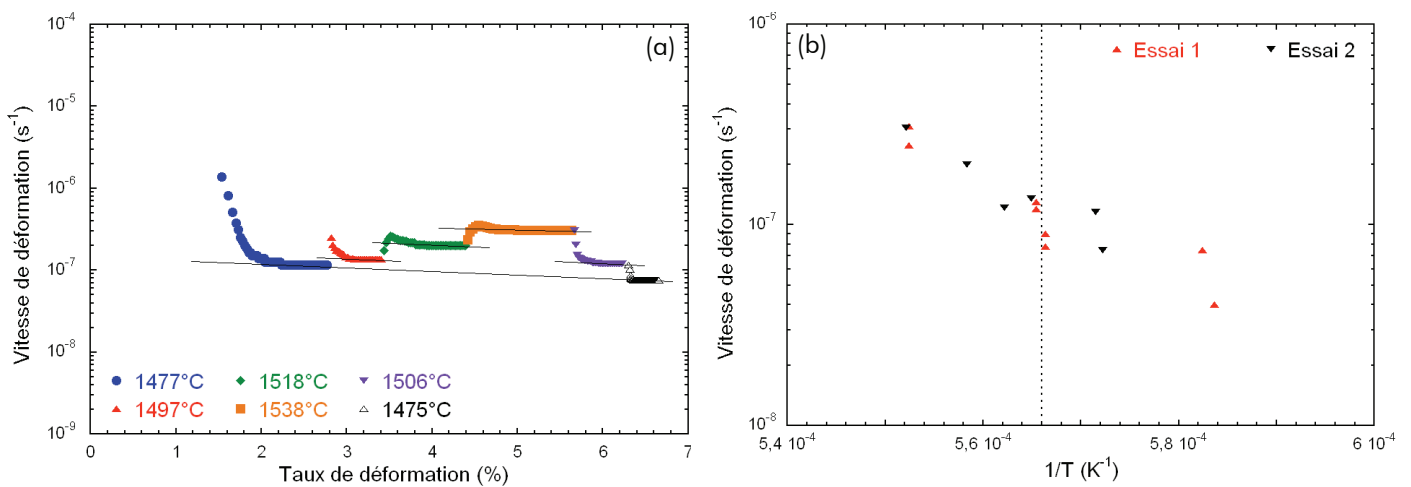 (a)
Vitesse de déformation (s⁻¹)
10⁻⁴
10⁻⁵
10⁻⁶
10⁻⁷
10⁻⁸
10⁻⁹
1477°C
1518°C
1506°C
1497°C
1538°C
1475°C
0 1 2 3 4 5 6 7
Taux de déformation (%)
(b)
Essai 1
Essai 2
Vitesse de déformation (s⁻¹)
10⁻⁶
10⁻⁷
10⁻⁸
5,4 10⁻⁴ 5,6 10⁻⁴ 5,8 10⁻⁴ 6 10⁻⁴
1/T (K⁻¹)